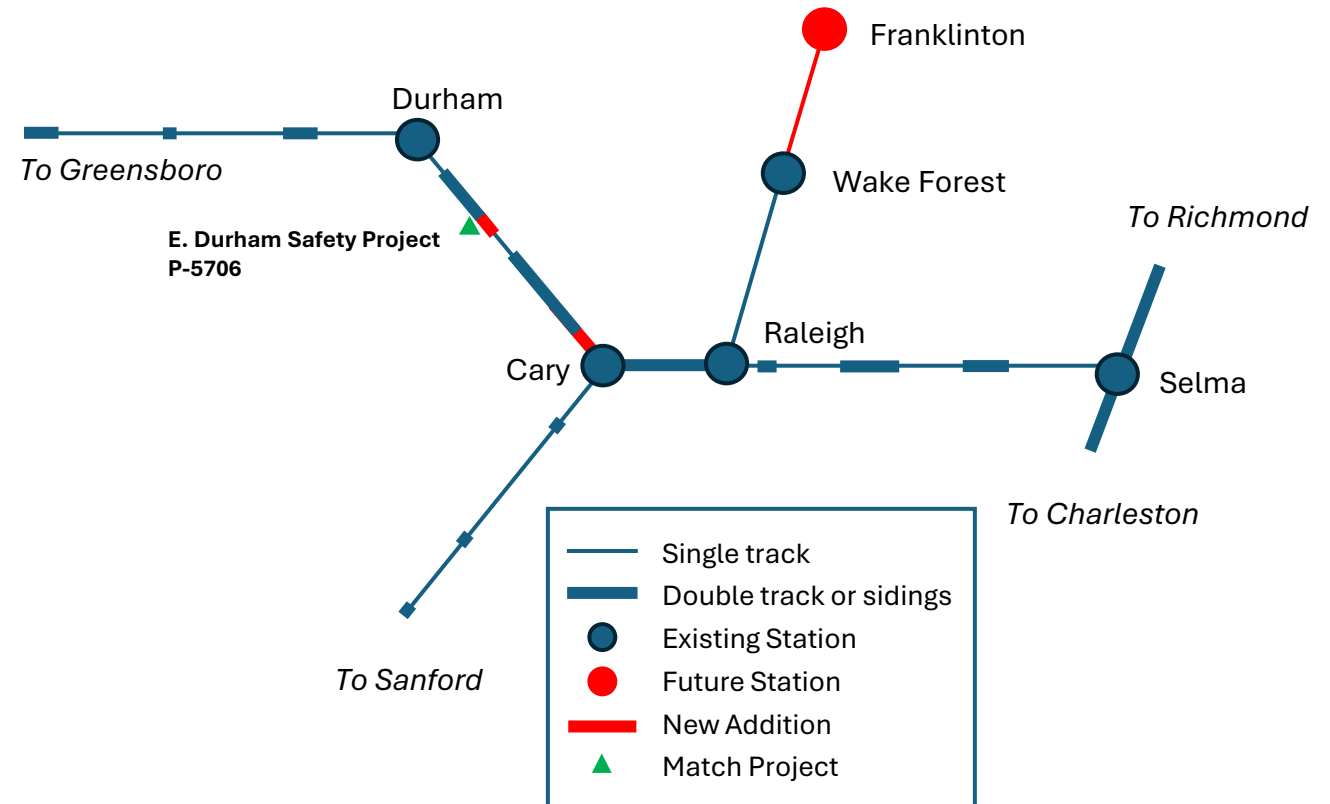 Franklinton
Durham
To Greensboro
Wake Forest
To Richmond
E. Durham Safety Project
P-5706
Raleigh
Cary
Selma
To Charleston
To Sanford
Single track
Double track or sidings
Existing Station
Future Station
New Addition
Match Project